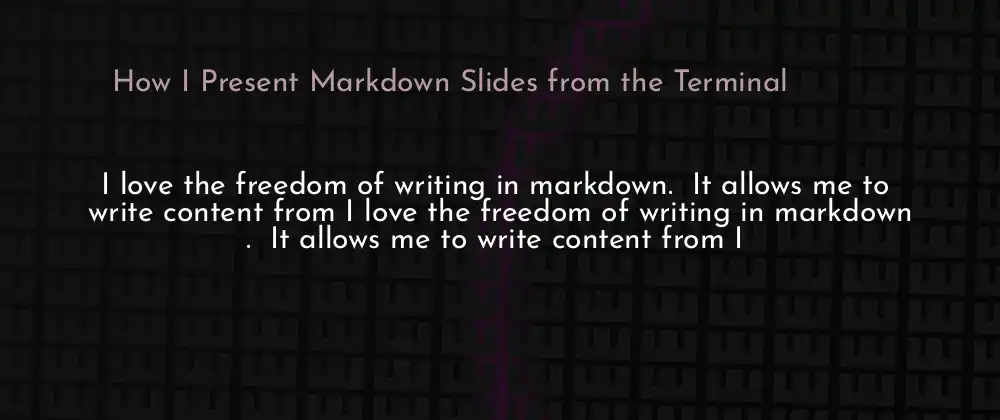 How I Present Markdown Slides from the Terminal
I love the freedom of writing in markdown.  It allows me to
write content from I love the freedom of writing in markdown
.  It allows me to write content from I